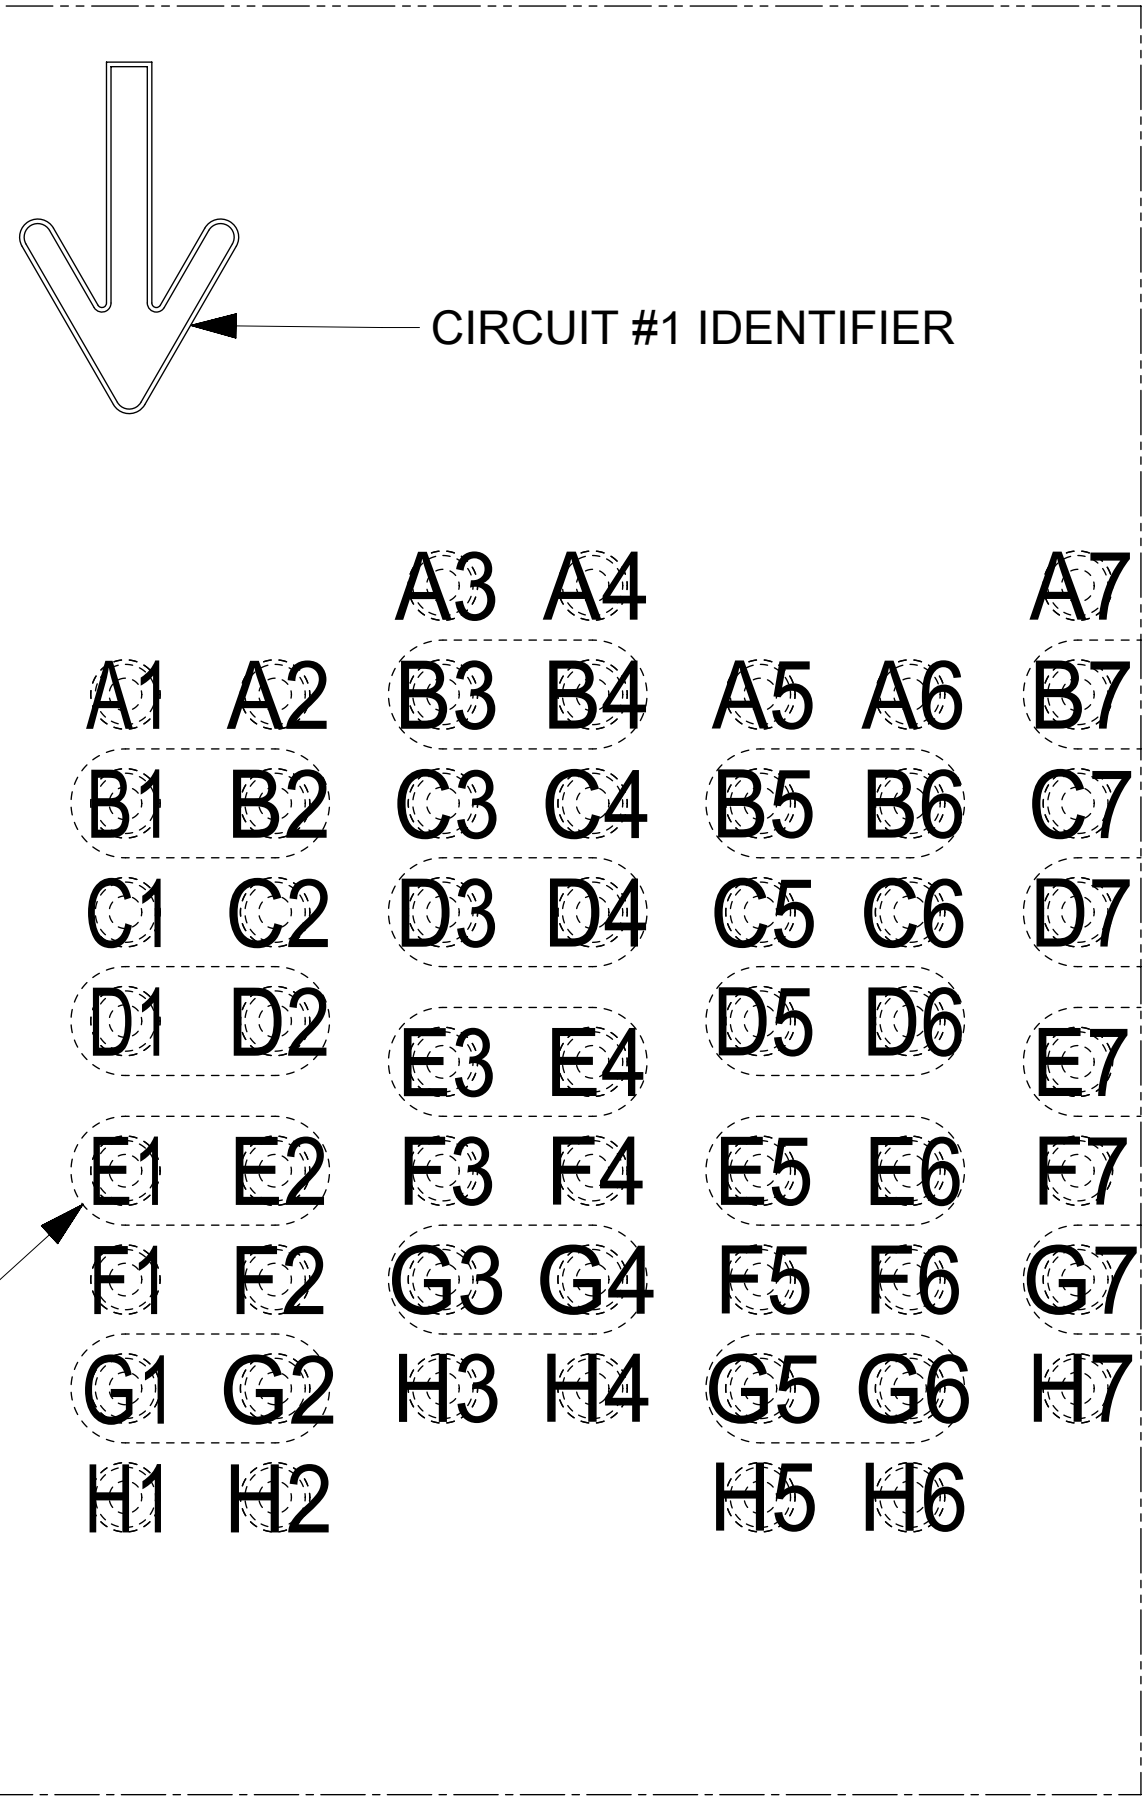 CIRCUIT #1 IDENTIFIER
A3 A4 A7
A1 A2 B3 B4 A5 A6 B7
B1 B2 C3 C4 B5 B6 C7
C1 C2 D3 D4 C5 C6 D7
D1 D2 D5 D6
E3 E4 E7
E1 E2 F3 F4 E5 E6 F7
F1 F2 G3 G4 F5 F6 G7
G1 G2 H3 H4 G5 G6 H7
H1 H2 H5 H6